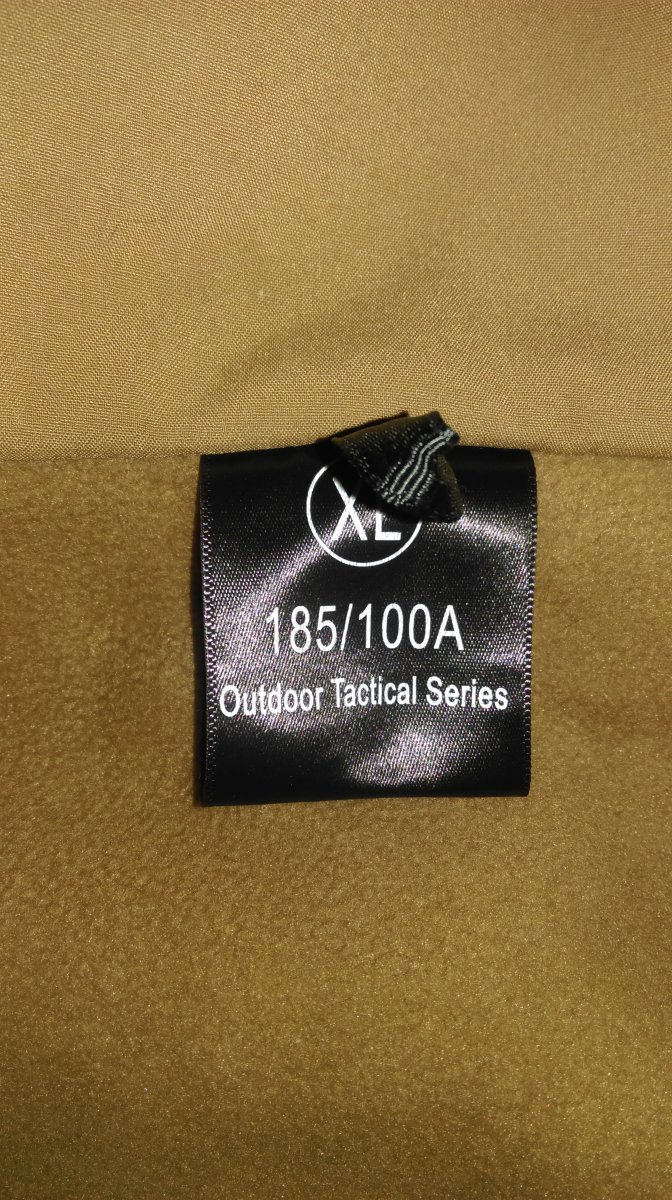 XL
185/100A
Outdoor Tactical Series